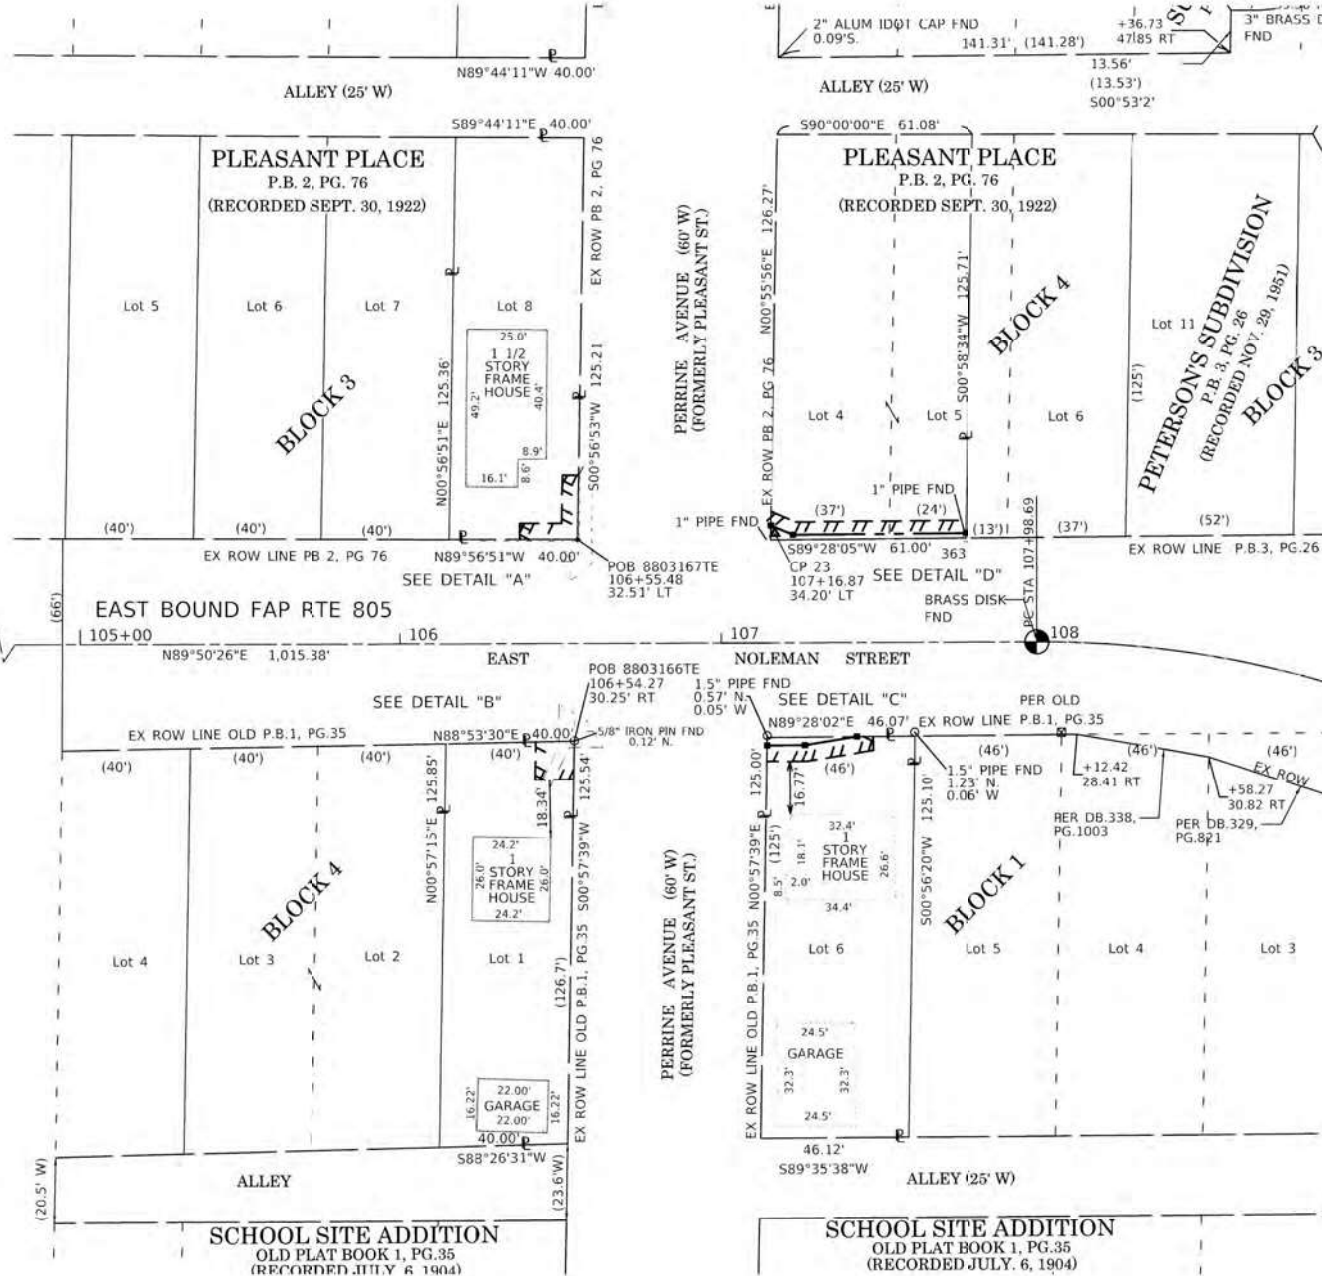 2" ALUM IDOT CAP FND
0.09'S.
141.31' (141.28')
+36.73
47.85 RT
3" BRASS D
FND
13.56'
(13.53')
S00°53'2'
N89°44'11"W 40.00'
ALLEY (25' W)
ALLEY (25' W)
S89°44'11"E 40.00'
S90°00'00"E 61.08'
PLEASANT PLACE
P.B. 2, PG. 76
(RECORDED SEPT. 30, 1922)
PLEASANT PLACE
P.B. 2, PG. 76
(RECORDED SEPT. 30, 1922)
EX ROW PB 2, PG 76
S00°56'53"W 125.21
PERRINE AVENUE (60' W)
(FORMERLY PLEASANT ST.)
EX ROW PB 2, PG 76 N00°55'56"E 126.27'
S00°58'34"W 125.71'
BLOCK 4
PETERSON'S SUBDIVISION
P.B. 3, PG. 26
(RECORDED NOV. 29, 1951)
BLOCK 3
Lot 5
Lot 6
Lot 7
Lot 8
BLOCK 3
N00°56'51"E 125.36'
25.0'
1 1/2
STORY
FRAME
HOUSE
49.2'
40.4'
8.9'
8.6'
16.1'
Lot 4
Lot 5
Lot 6
Lot 11
(125')
1" PIPE FND
1" PIPE FND
(37')
(24')
(13')
(37')
(52')
(40')
(40')
(40')
EX ROW LINE PB 2, PG 76
N89°56'51"W 40.00'
S89°28'05"W 61.00'
363
EX ROW LINE P.B.3, PG.26
SEE DETAIL "A"
POB 8803167TE
106+55.48
32.51' LT
CP 23
107+16.87
34.20' LT
SEE DETAIL "D"
BRASS DISK
FND
PC STA 107+98.69
(66')
EAST BOUND FAP RTE 805
105+00
106
107
108
N89°50'26"E 1,015.38'
EAST NOLEMAN STREET
POB 8803166TE
106+54.27
30.25' RT
1.5" PIPE FND
0.57' N.
0.05' W
SEE DETAIL "B"
SEE DETAIL "C"
PER OLD
EX ROW LINE OLD P.B.1, PG.35
N88°53'30"E 40.00'
5/8" IRON PIN FND
0.12' N.
N89°28'02"E 46.07'
EX ROW LINE P.B.1, PG.35
(40')
(40')
(40')
(40')
(46')
(46')
(46')
(46')
EX ROW
1.5" PIPE FND
1.23' N.
0.06' W
+12.42
28.41 RT
+58.27
30.82 RT
PER DB.338,
PG.1003
PER DB.329,
PG.821
N00°57'15"E 125.85'
18.34'
EX ROW LINE OLD P.B.1, PG.35 S00°57'39"W 125.54'
(126.7')
24.2'
1
STORY
FRAME
HOUSE
24.2'
26.0'
26.0'
EX ROW LINE OLD P.B.1, PG.35 N00°57'39"E 125.00'
(125')
16.77'
32.4'
1
STORY
FRAME
HOUSE
18.1'
8.5'
2.0'
26.6'
34.4'
S00°56'20"W 125.10'
BLOCK 4
BLOCK 1
PERRINE AVENUE (60' W)
(FORMERLY PLEASANT ST.)
Lot 4
Lot 3
Lot 2
Lot 1
Lot 6
Lot 5
Lot 4
Lot 3
24.5'
GARAGE
32.3'
32.3'
24.5'
22.00'
GARAGE
22.00'
16.22'
16.22'
40.00'
S88°26'31"W
46.12'
S89°35'38"W
(20.5' W)
ALLEY
(23.6'W)
ALLEY (25' W)
SCHOOL SITE ADDITION
OLD PLAT BOOK 1, PG.35
(RECORDED JULY. 6, 1904)
SCHOOL SITE ADDITION
OLD PLAT BOOK 1, PG.35
(RECORDED JULY. 6, 1904)